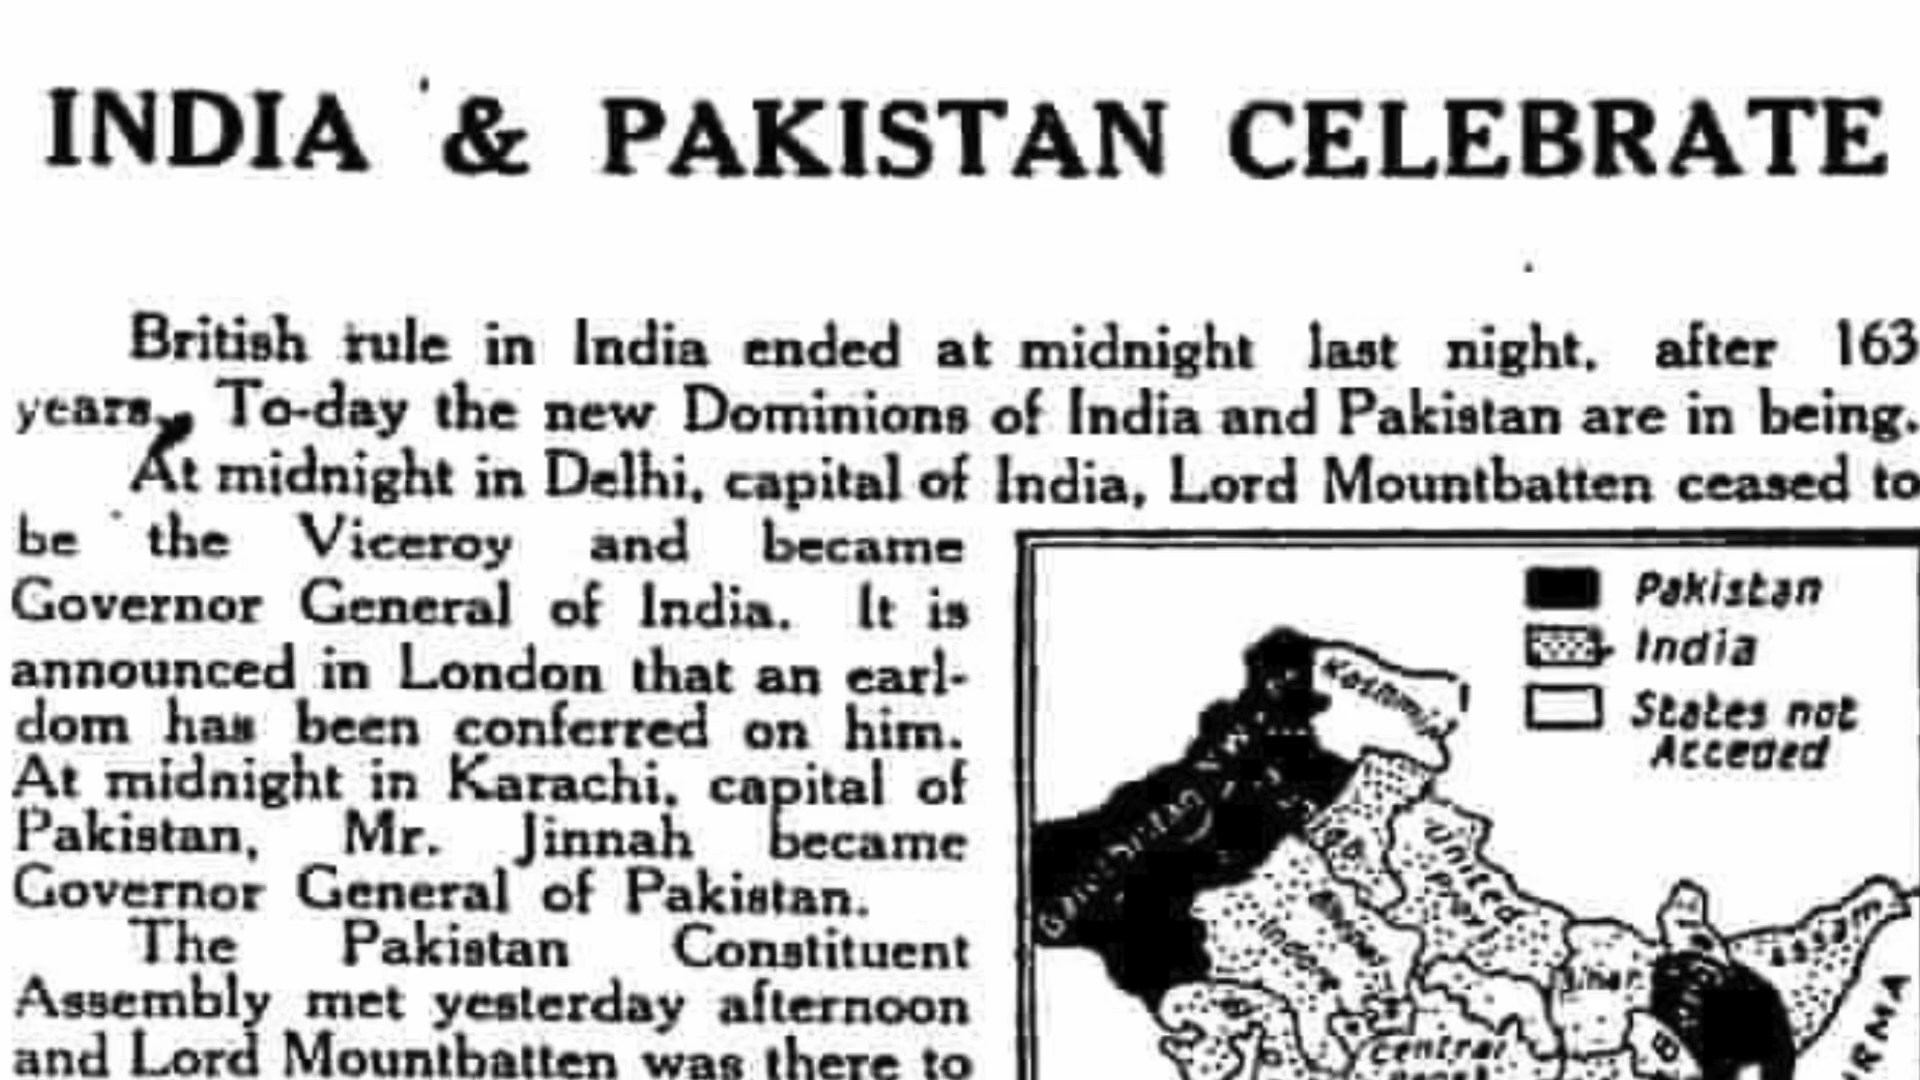 INDIA & PAKISTAN CELEBRATE
British rule in India ended at midnight last night, after 163
years. To-day the new Dominions of India and Pakistan are in being.
At midnight in Delhi, capital of India, Lord Mountbatten ceased to
be the Viceroy and became
Governor General of India. It is
announced in London that an earl-
dom has been conferred on him.
At midnight in Karachi, capital of
Pakistan, Mr. Jinnah became
Governor General of Pakistan.
The Pakistan Constituent
Assembly met yesterday afternoon
and Lord Mountbatten was there to
Pakistan
India
States not
Acceded
Kashmir
United
Prov
Indore
Bihar
Assam
Central